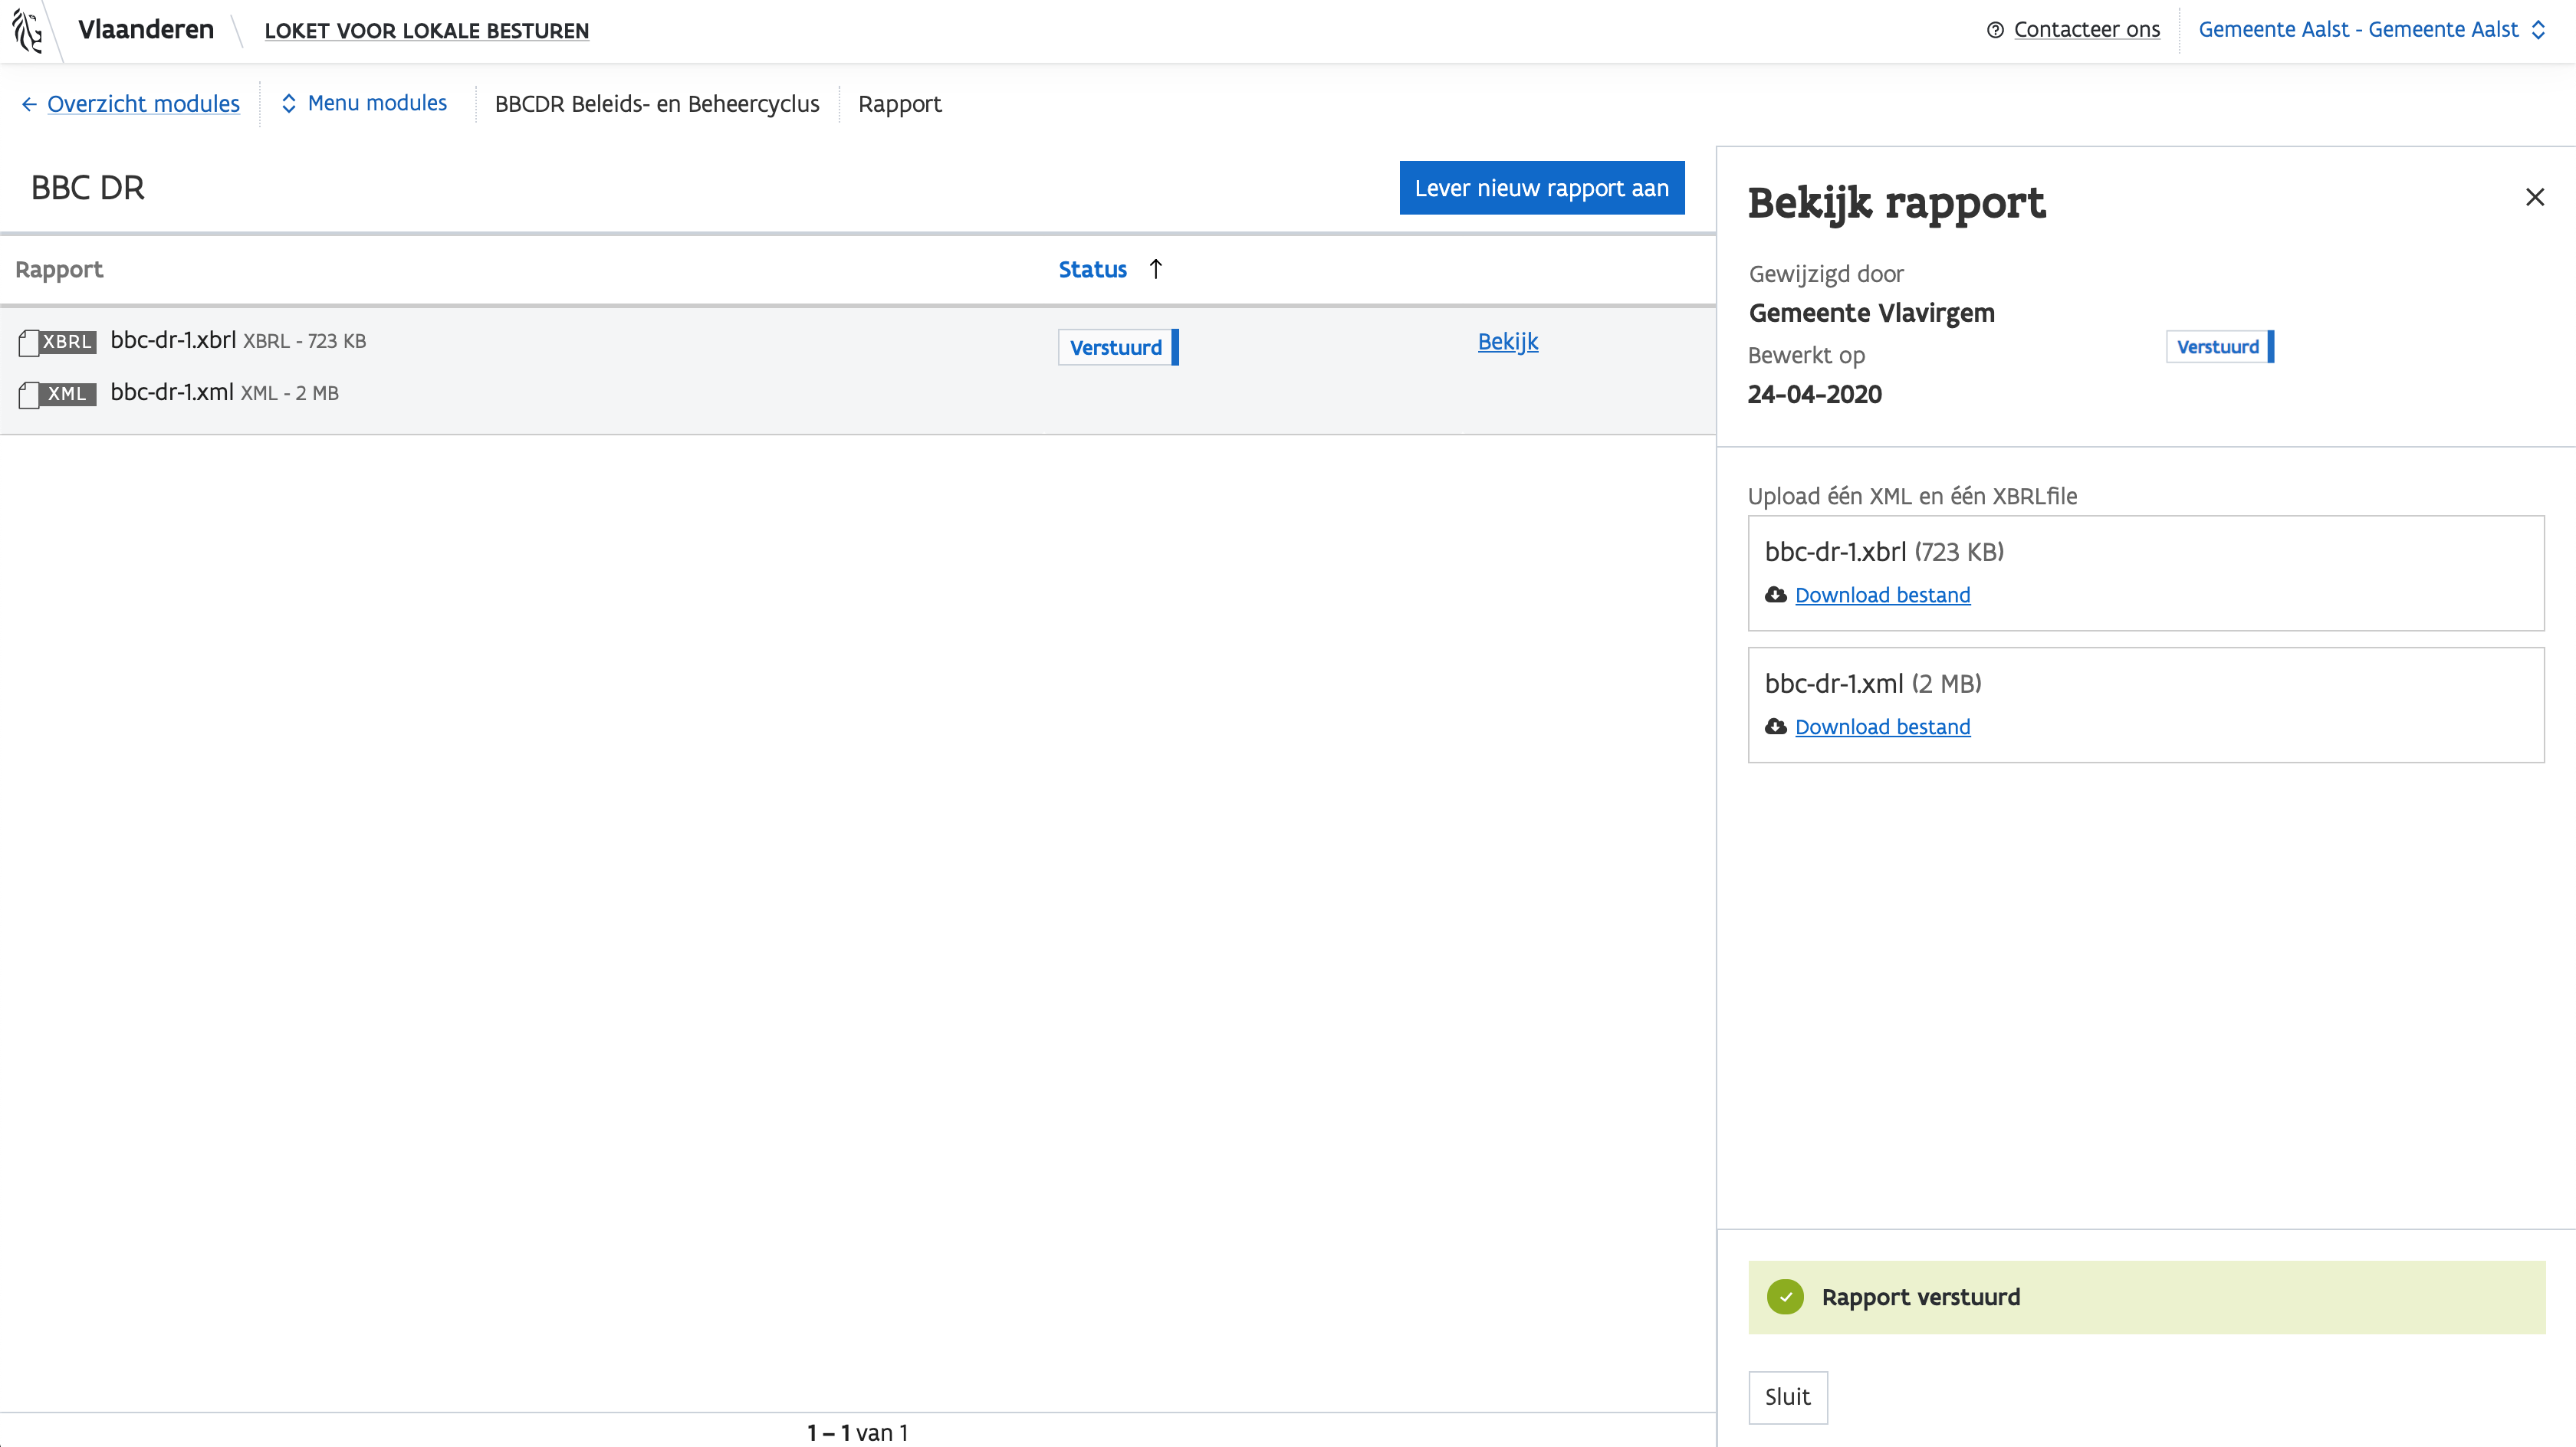 Vlaanderen LOKET VOOR LOKALE BESTUREN Contacteer ons Gemeente Aalst - Gemeente Aalst
Overzicht modules Menu modules BBCDR Beleids- en Beheercyclus Rapport
BBC DR Lever nieuw rapport aan
Rapport Status
XBRL bbc-dr-1.xbrl XBRL - 723 KB Verstuurd Bekijk
XML bbc-dr-1.xml XML - 2 MB
1 – 1 van 1
Bekijk rapport
Gewijzigd door
Gemeente Vlavirgem
Verstuurd
Bewerkt op
24-04-2020
Upload één XML en één XBRLfile
bbc-dr-1.xbrl (723 KB)
Download bestand
bbc-dr-1.xml (2 MB)
Download bestand
Rapport verstuurd
Sluit